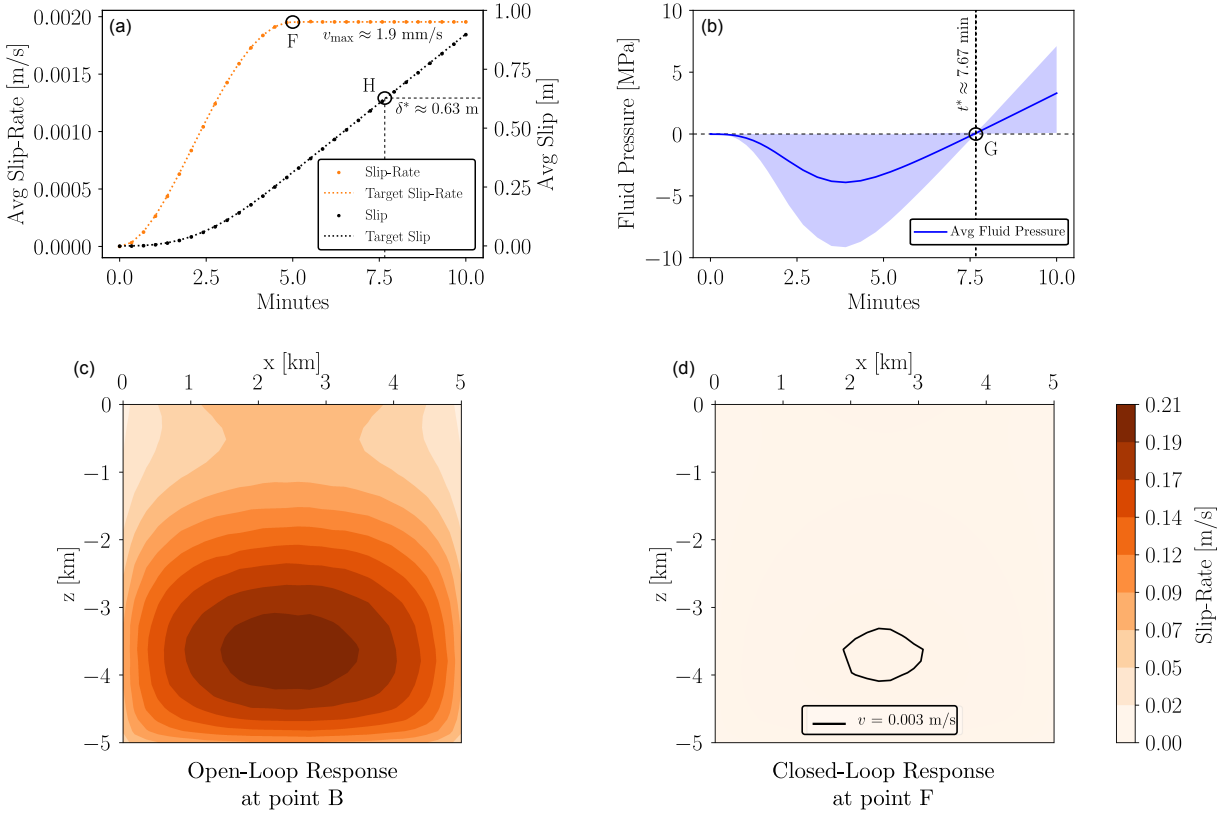 (a)
Avg Slip-Rate [m/s]
0.0020
0.0015
0.0010
0.0005
0.0000
F
v_max ≈ 1.9 mm/s
H
δ* ≈ 0.63 m
Slip-Rate
Target Slip-Rate
Slip
Target Slip
1.00
0.75
0.50
0.25
0.00
Avg Slip [m]
0.0 2.5 5.0 7.5 10.0
Minutes
(b)
Fluid Pressure [MPa]
10
5
0
−5
−10
t* ≈ 7.67 min
G
Avg Fluid Pressure
0.0 2.5 5.0 7.5 10.0
Minutes
(c)
x [km]
0 1 2 3 4 5
z [km]
0
−1
−2
−3
−4
−5
Open-Loop Response
at point B
(d)
x [km]
0 1 2 3 4 5
z [km]
0
−1
−2
−3
−4
−5
v = 0.003 m/s
Closed-Loop Response
at point F
0.21
0.19
0.17
0.14
0.12
0.09
0.07
0.05
0.02
0.00
Slip-Rate [m/s]